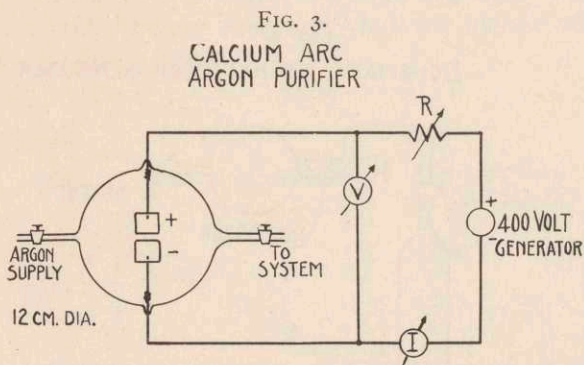 FIG. 3.
CALCIUM ARC
ARGON PURIFIER
R
V
+
-
+
-
400 VOLT
GENERATOR
ARGON
SUPPLY
TO
SYSTEM
12 CM. DIA.
I